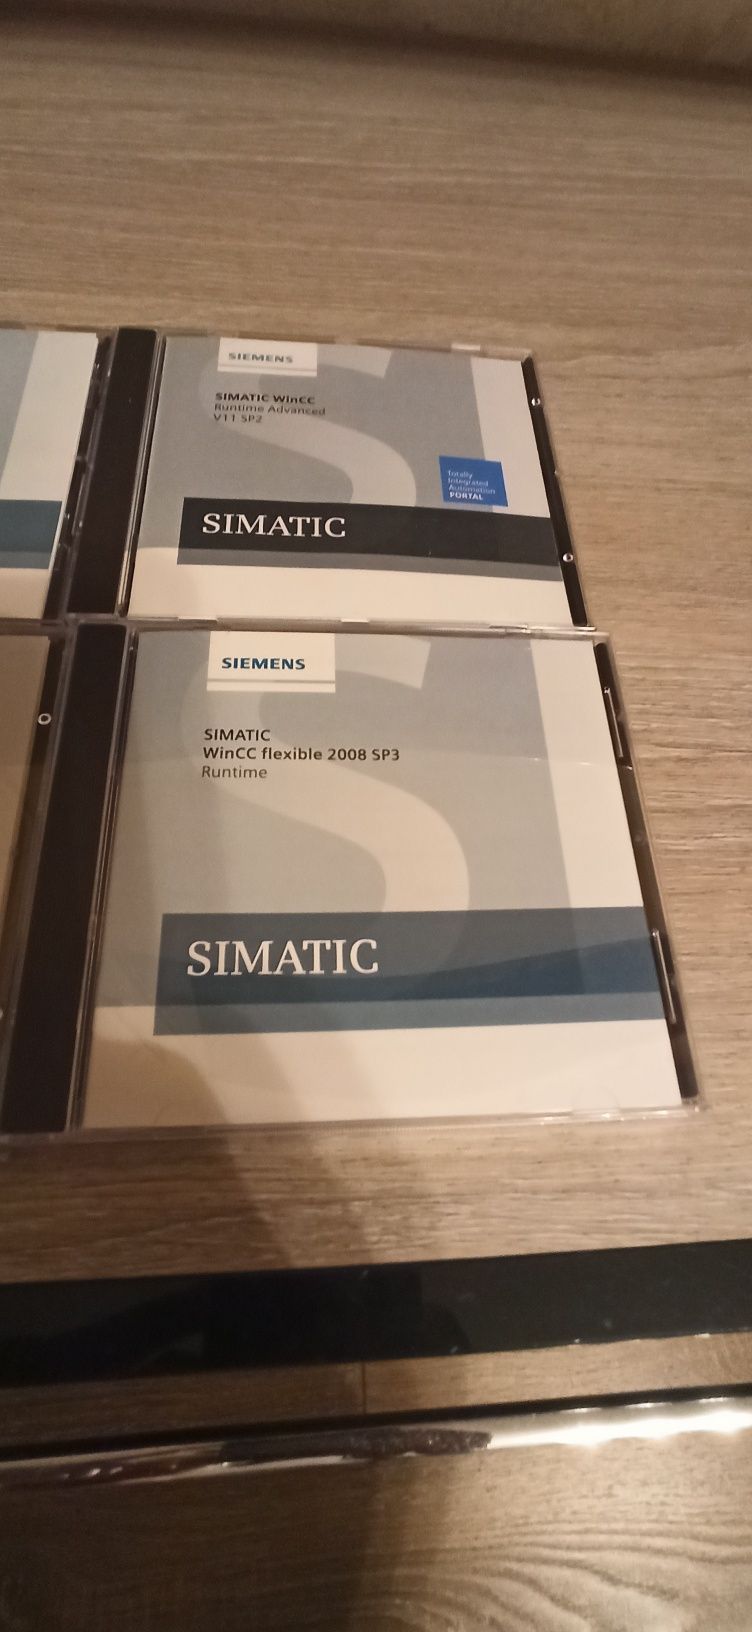 SIEMENS
SIMATIC WinCC
Runtime Advanced
V11 SP2
Totally
Integrated
Automation
PORTAL
SIMATIC
SIEMENS
SIMATIC
WinCC flexible 2008 SP3
Runtime
SIMATIC